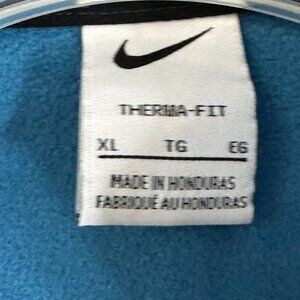 THERMA-FIT
XL TG EG
MADE IN HONDURAS
FABRIQUÉ AU HONDURAS